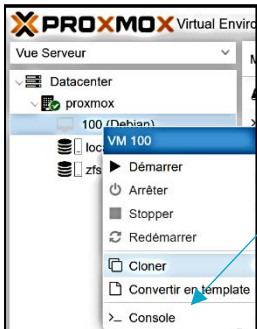 PROXMOX Virtual Enviro
Vue Serveur
Datacenter
proxmox
100 (Debian)
VM 100
loc
Démarrer
zfs
Arrêter
Stopper
Redémarrer
Cloner
Convertir en template
>_ Console